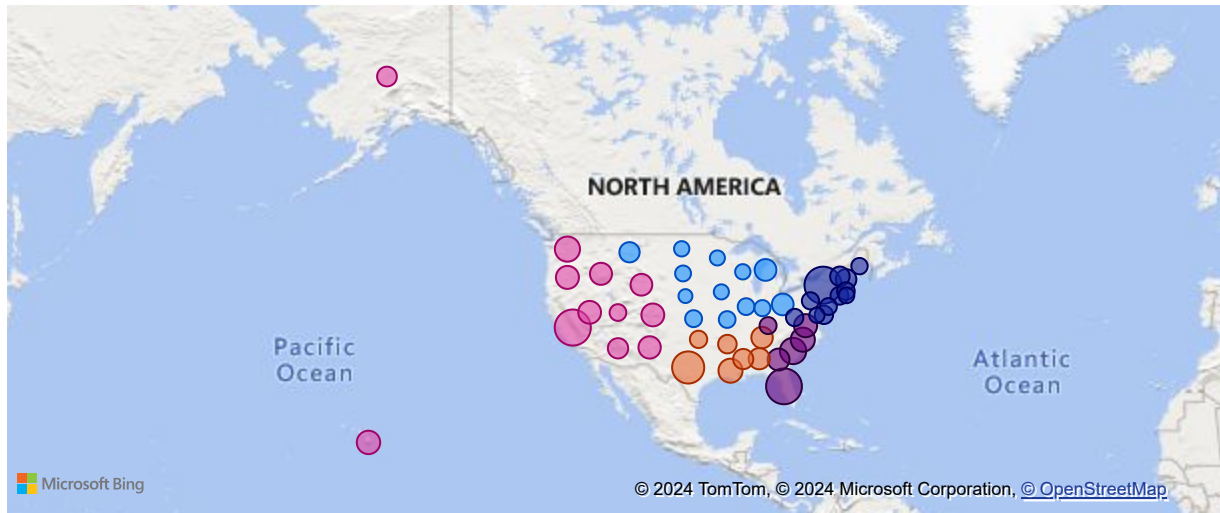 NORTH AMERICA
Pacific
Ocean
Atlantic
Ocean
Microsoft Bing
© 2024 TomTom, © 2024 Microsoft Corporation, © OpenStreetMap